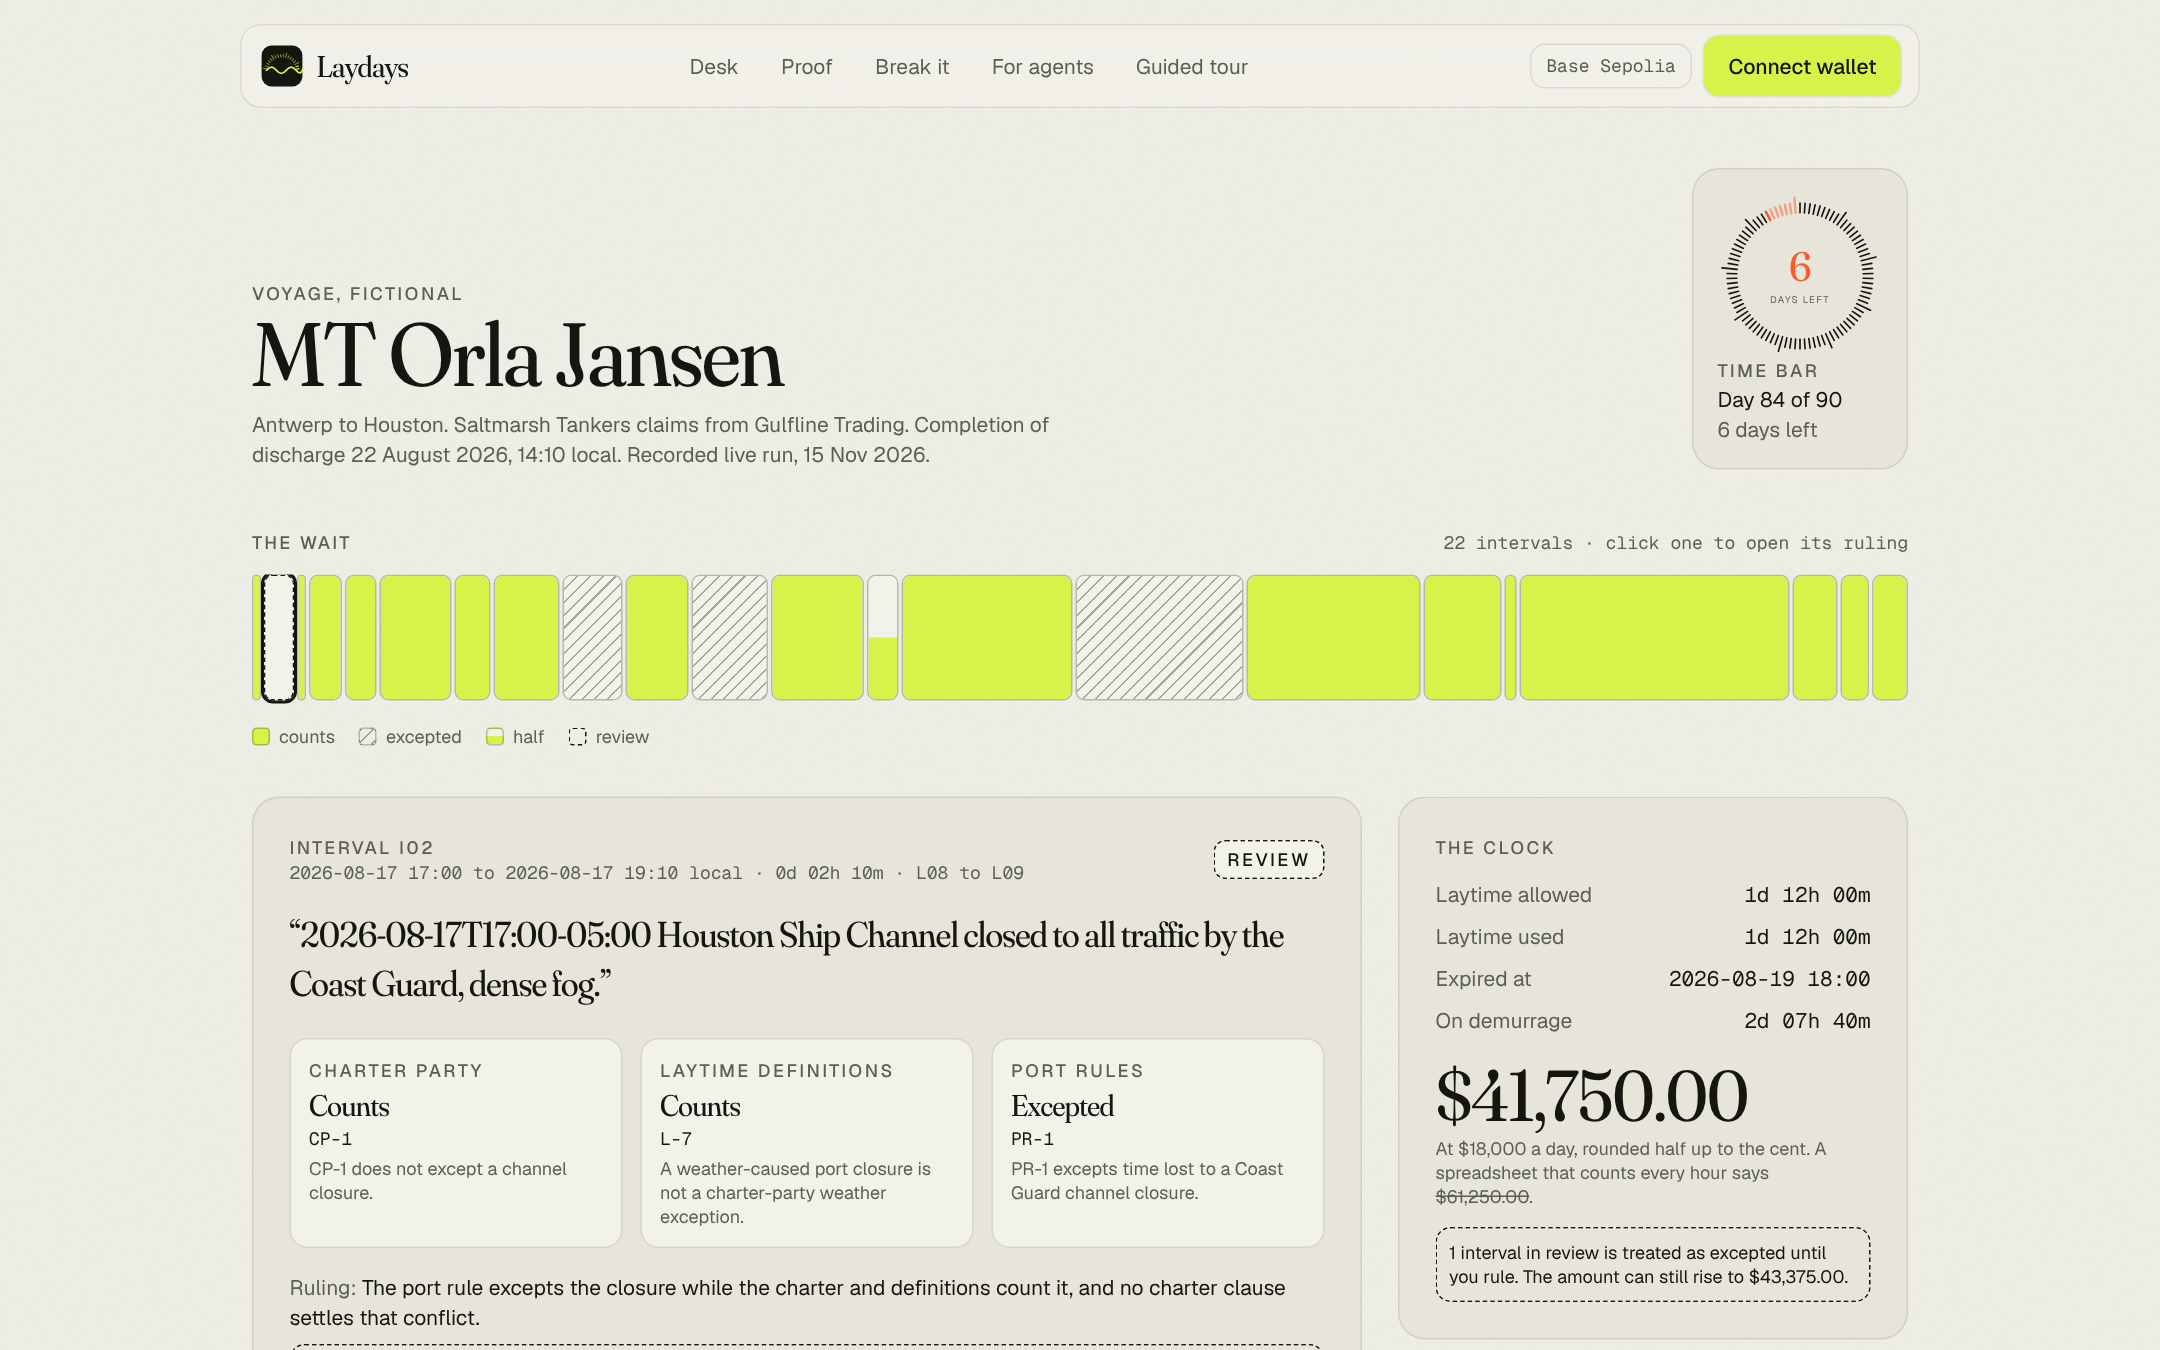 Laydays
Desk
Proof
Break it
For agents
Guided tour
Base Sepolia
Connect wallet
6
DAYS LEFT
TIME BAR
Day 84 of 90
6 days left
VOYAGE, FICTIONAL
MT Orla Jansen
Antwerp to Houston. Saltmarsh Tankers claims from Gulfline Trading. Completion of
discharge 22 August 2026, 14:10 local. Recorded live run, 15 Nov 2026.
THE WAIT
22 intervals · click one to open its ruling
counts
excepted
half
review
INTERVAL I02
2026-08-17 17:00 to 2026-08-17 19:10 local · 0d 02h 10m · L08 to L09
REVIEW
“2026-08-17T17:00-05:00 Houston Ship Channel closed to all traffic by the
Coast Guard, dense fog.”
CHARTER PARTY
Counts
CP-1
CP-1 does not except a channel
closure.
LAYTIME DEFINITIONS
Counts
L-7
A weather-caused port closure is
not a charter-party weather
exception.
PORT RULES
Excepted
PR-1
PR-1 excepts time lost to a Coast
Guard channel closure.
Ruling: The port rule excepts the closure while the charter and definitions count it, and no charter clause
settles that conflict.
THE CLOCK
Laytime allowed 1d 12h 00m
Laytime used 1d 12h 00m
Expired at 2026-08-19 18:00
On demurrage 2d 07h 40m
$41,750.00
At $18,000 a day, rounded half up to the cent. A
spreadsheet that counts every hour says
$61,250.00.
1 interval in review is treated as excepted until
you rule. The amount can still rise to $43,375.00.